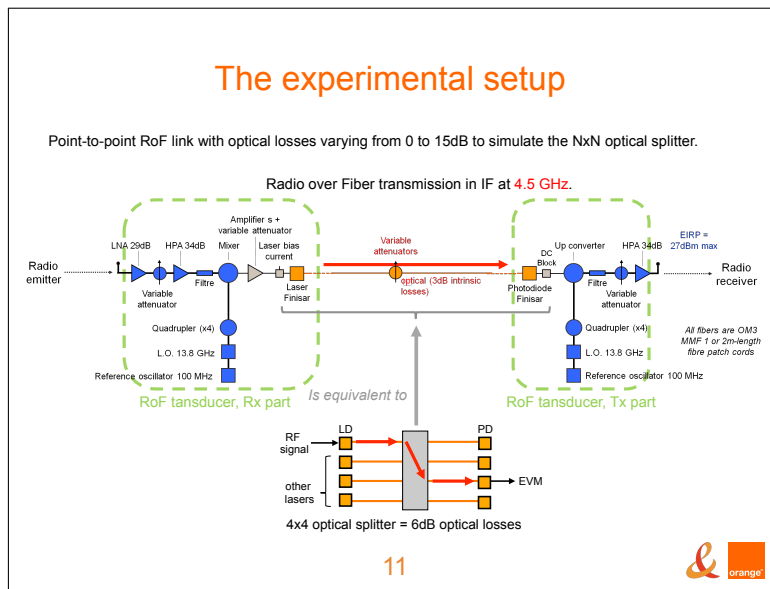 The experimental setup
Point-to-point RoF link with optical losses varying from 0 to 15dB to simulate the NxN optical splitter.
Radio over Fiber transmission in IF at 4.5 GHz.
Radio
emitter
LNA 29dB
Variable
attenuator
HPA 34dB
Filtre
Mixer
Amplifier s +
variable attenuator
Laser bias
current
Laser
Finisar
Quadrupler (x4)
L.O. 13.8 GHz
Reference oscillator 100 MHz
RoF tansducer, Rx part
Variable
attenuators
optical (3dB intrinsic
losses)
Photodiode
Finisar
DC
Block
Up converter
Filtre
Variable
attenuator
HPA 34dB
EIRP =
27dBm max
Radio
receiver
Quadrupler (x4)
L.O. 13.8 GHz
Reference oscillator 100 MHz
RoF tansducer, Tx part
All fibers are OM3
MMF 1 or 2m-length
fibre patch cords
Is equivalent to
RF
signal
LD
PD
other
lasers
EVM
4x4 optical splitter = 6dB optical losses
11
orange™